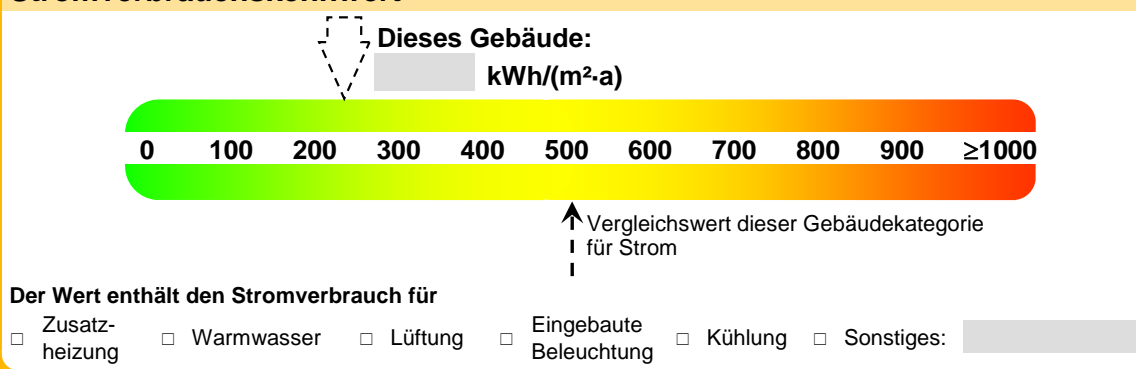 Dieses Gebäude:
kWh/(m²·a)
0 100 200 300 400 500 600 700 800 900 ≥1000
Vergleichswert dieser Gebäudekategorie
für Strom
Der Wert enthält den Stromverbrauch für
□ Zusatz-
heizung
□ Warmwasser
□ Lüftung
□ Eingebaute
Beleuchtung
□ Kühlung
□ Sonstiges: